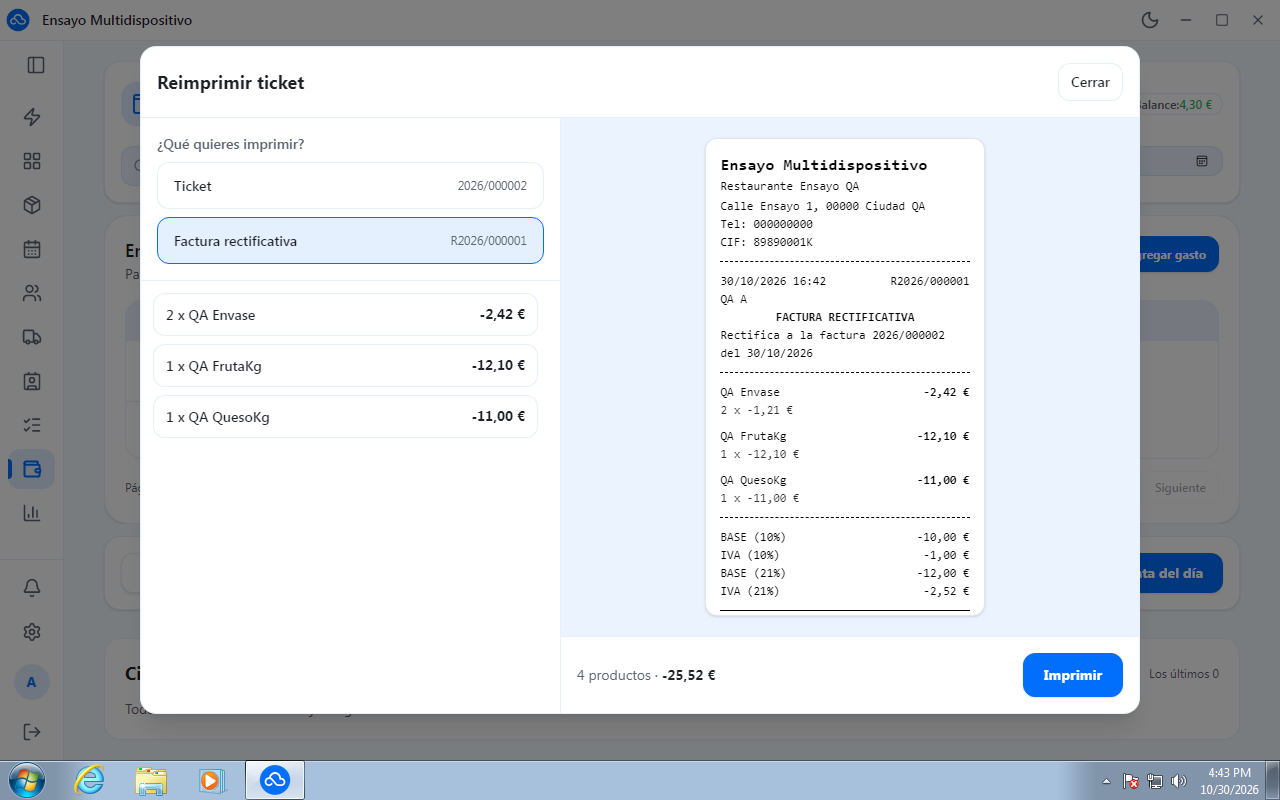 Ensayo Multidispositivo
Reimprimir ticket
Cerrar
¿Qué quieres imprimir?
Ticket 2026/000002
Factura rectificativa R2026/000001
2 x QA Envase -2,42 €
1 x QA FrutaKg -12,10 €
1 x QA QuesoKg -11,00 €
Ensayo Multidispositivo
Restaurante Ensayo QA
Calle Ensayo 1, 00000 Ciudad QA
Tel: 000000000
CIF: 89890001K
30/10/2026 16:42 R2026/000001
QA A
FACTURA RECTIFICATIVA
Rectifica a la factura 2026/000002
del 30/10/2026
QA Envase -2,42 €
2 x -1,21 €
QA FrutaKg -12,10 €
1 x -12,10 €
QA QuesoKg -11,00 €
1 x -11,00 €
BASE (10%) -10,00 €
IVA (10%) -1,00 €
BASE (21%) -12,00 €
IVA (21%) -2,52 €
4 productos · -25,52 €
Imprimir
alance:4,30 €
gregar gasto
Siguiente
ta del día
Los últimos 0
A
4:43 PM
10/30/2026